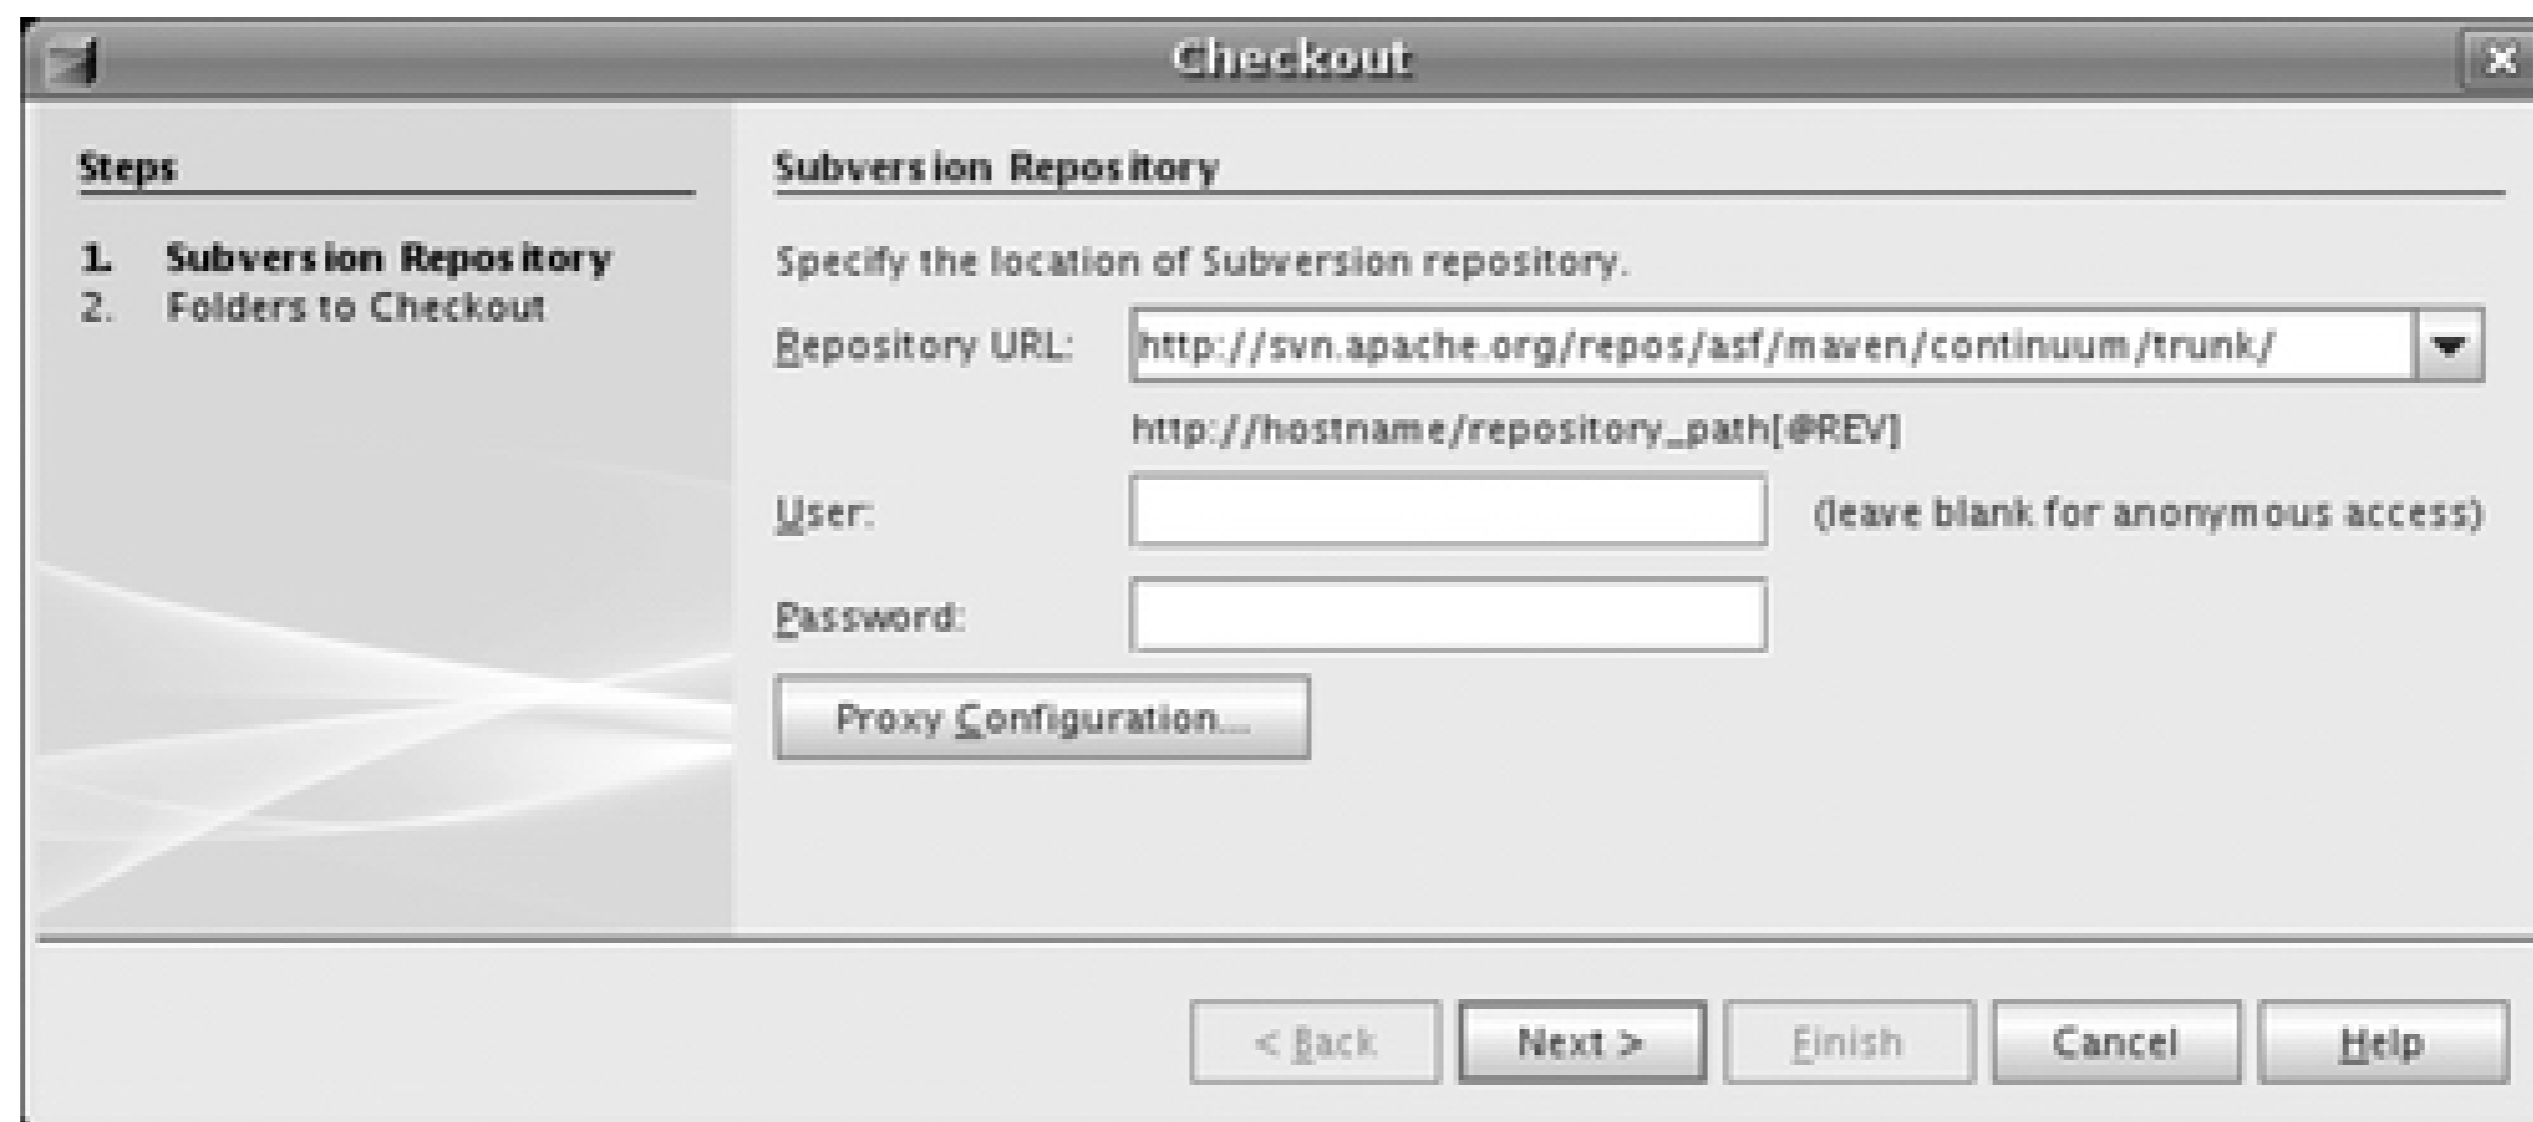 Checkout
Steps
1. Subversion Repository
2. Folders to Checkout
Subversion Repository
Specify the location of Subversion repository.
Repository URL: http://svn.apache.org/repos/asf/maven/continuum/trunk/
http://hostname/repository_path[@REV]
User: (leave blank for anonymous access)
Password:
Proxy Configuration...
< Back Next > Finish Cancel Help